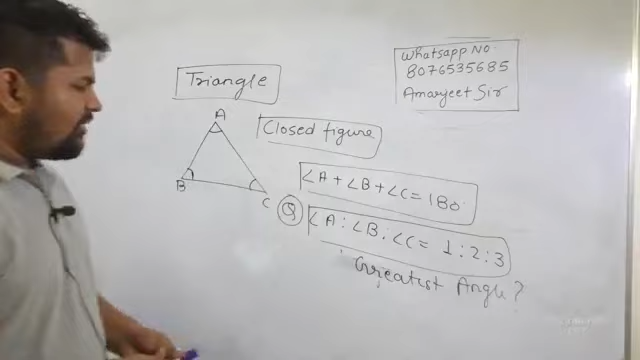 Whatsapp No.
8076535685
Amarjeet Sir
Triangle
A
Closed figure
B
C
∠A+∠B+∠C=180°
Q
∠A:∠B:∠C= 1:2:3
Greatest Angle?